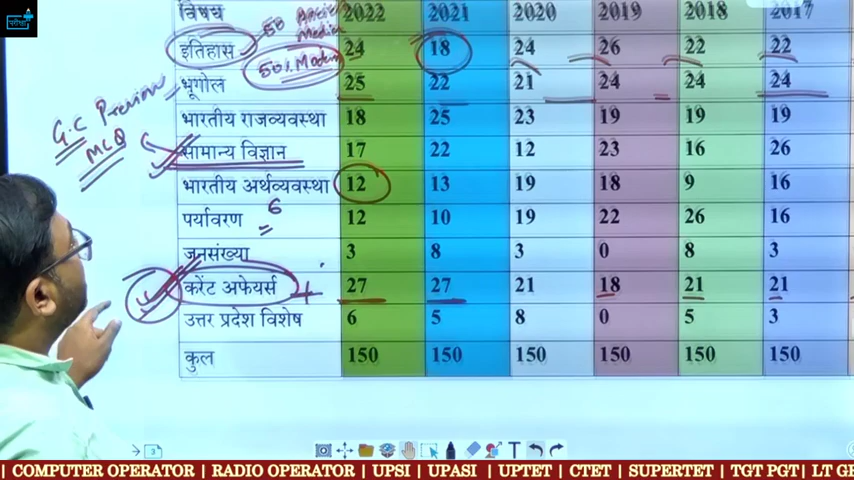 परीक्षा
विषय 2022 2021 2020 2019 2018 2017
50 Ancient
Medieval
इतिहास 24 18 24 26 22 22
50% Modern
भूगोल 25 22 21 24 24 24
G.C Preview
MCQ
भारतीय राजव्यवस्था 18 25 23 19 19 19
सामान्य विज्ञान 17 22 12 23 16 26
भारतीय अर्थव्यवस्था 12 13 19 18 9 16
पर्यावरण 6 12 10 19 22 26 16
जनसंख्या 3 8 3 0 8 3
करेंट अफेयर्स + 27 27 21 18 21 21
उत्तर प्रदेश विशेष 6 5 8 0 5 3
कुल 150 150 150 150 150 150
| COMPUTER OPERATOR | RADIO OPERATOR | UPSI | UPASI | UPTET | CTET | SUPERTET | TGT PGT| LT GR